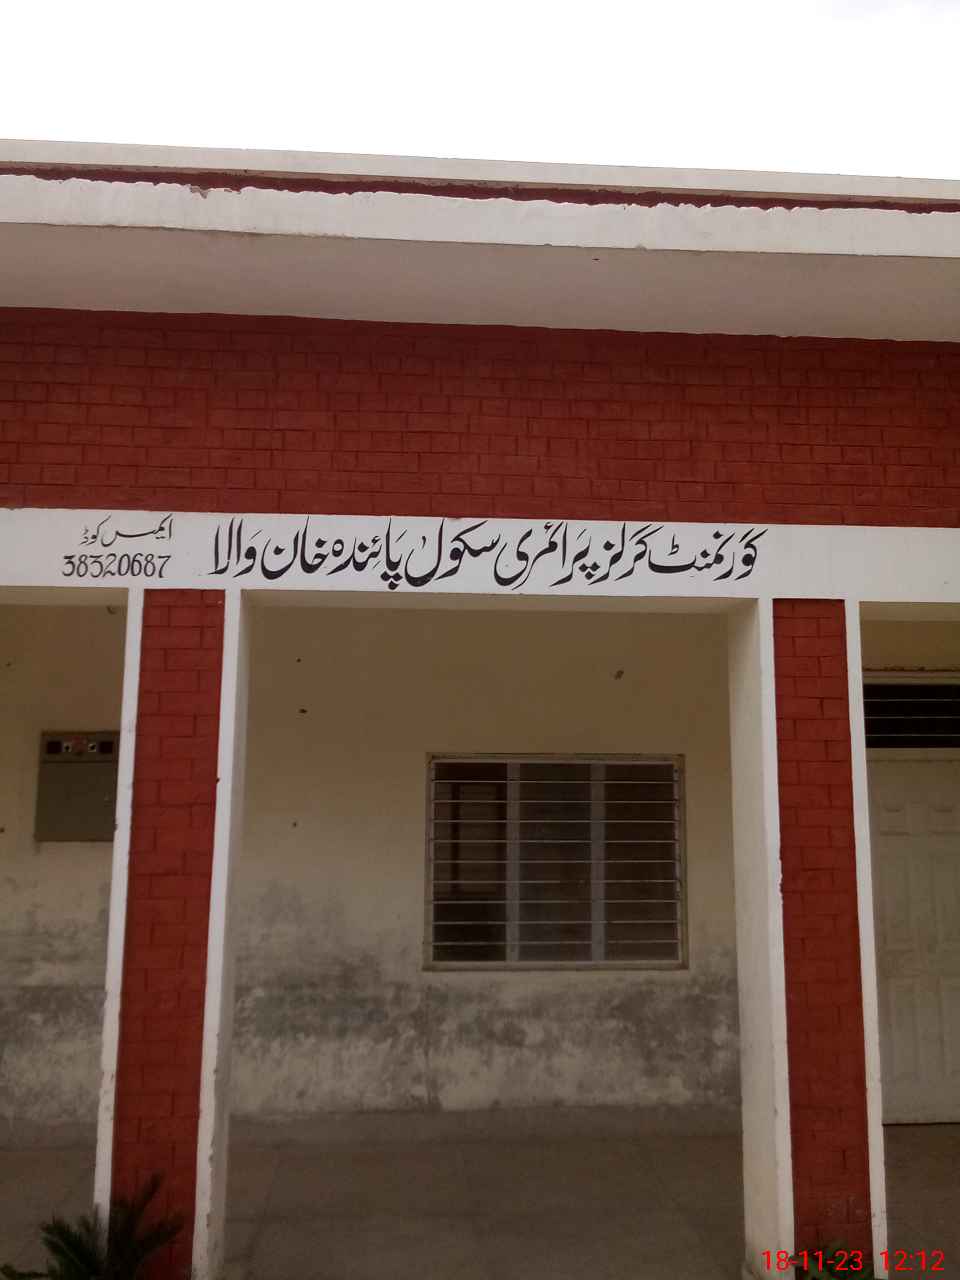 گورنمنٹ گرلز پرائمری سکول پائندہ خان والا
ایمس کوڈ
38320687
18-11-23 12:12